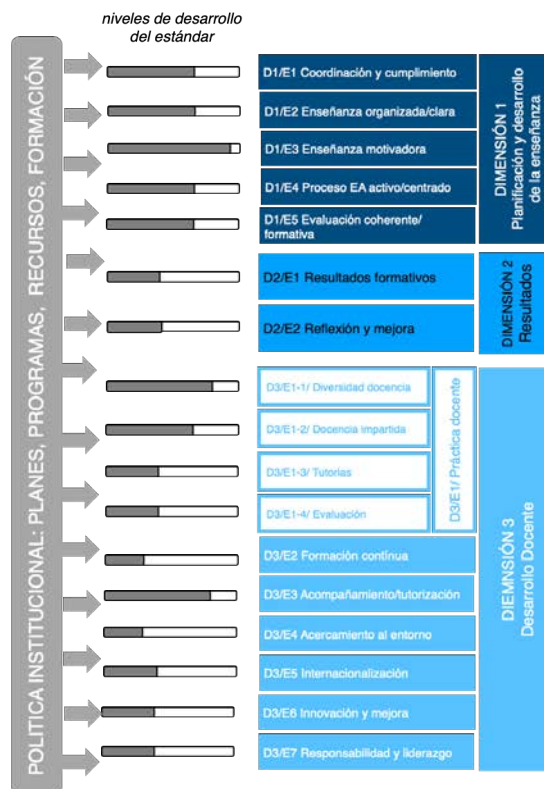 niveles de desarrollo
del estándar
POLITICA INSTITUCIONAL: PLANES, PROGRAMAS, RECURSOS, FORMACIÓN
D1/E1 Coordinación y cumplimiento
D1/E2 Enseñanza organizada/clara
D1/E3 Enseñanza motivadora
D1/E4 Proceso EA activo/centrado
D1/E5 Evaluación coherente/
formativa
DIMENSIÓN 1
Planificación y desarrollo
de la enseñanza
D2/E1 Resultados formativos
D2/E2 Reflexión y mejora
DIMENSIÓN 2
Resultados
D3/E1-1/ Diversidad docencia
D3/E1-2/ Docencia impartida
D3/E1-3/ Tutorías
D3/E1-4/ Evaluación
D3/E1/ Práctica docente
D3/E2 Formación contínua
D3/E3 Acompañamiento/tutorización
D3/E4 Acercamiento al entorno
D3/E5 Internacionalización
D3/E6 Innovación y mejora
D3/E7 Responsabilidad y liderazgo
DIEMNSIÓN 3
Desarrollo Docente